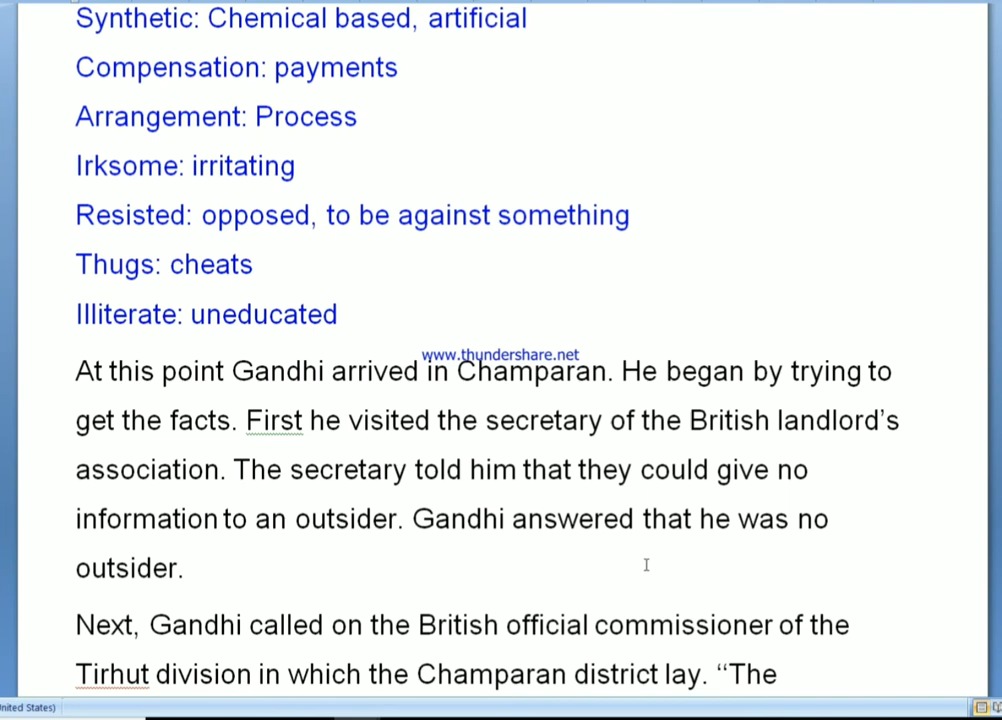 Synthetic: Chemical based, artificial
Compensation: payments
Arrangement: Process
Irksome: irritating
Resisted: opposed, to be against something
Thugs: cheats
Illiterate: uneducated
www.thundershare.net
At this point Gandhi arrived in Champaran. He began by trying to
get the facts. First he visited the secretary of the British landlord’s
association. The secretary told him that they could give no
information to an outsider. Gandhi answered that he was no
outsider.
Next, Gandhi called on the British official commissioner of the
Tirhut division in which the Champaran district lay. “The
nited States)